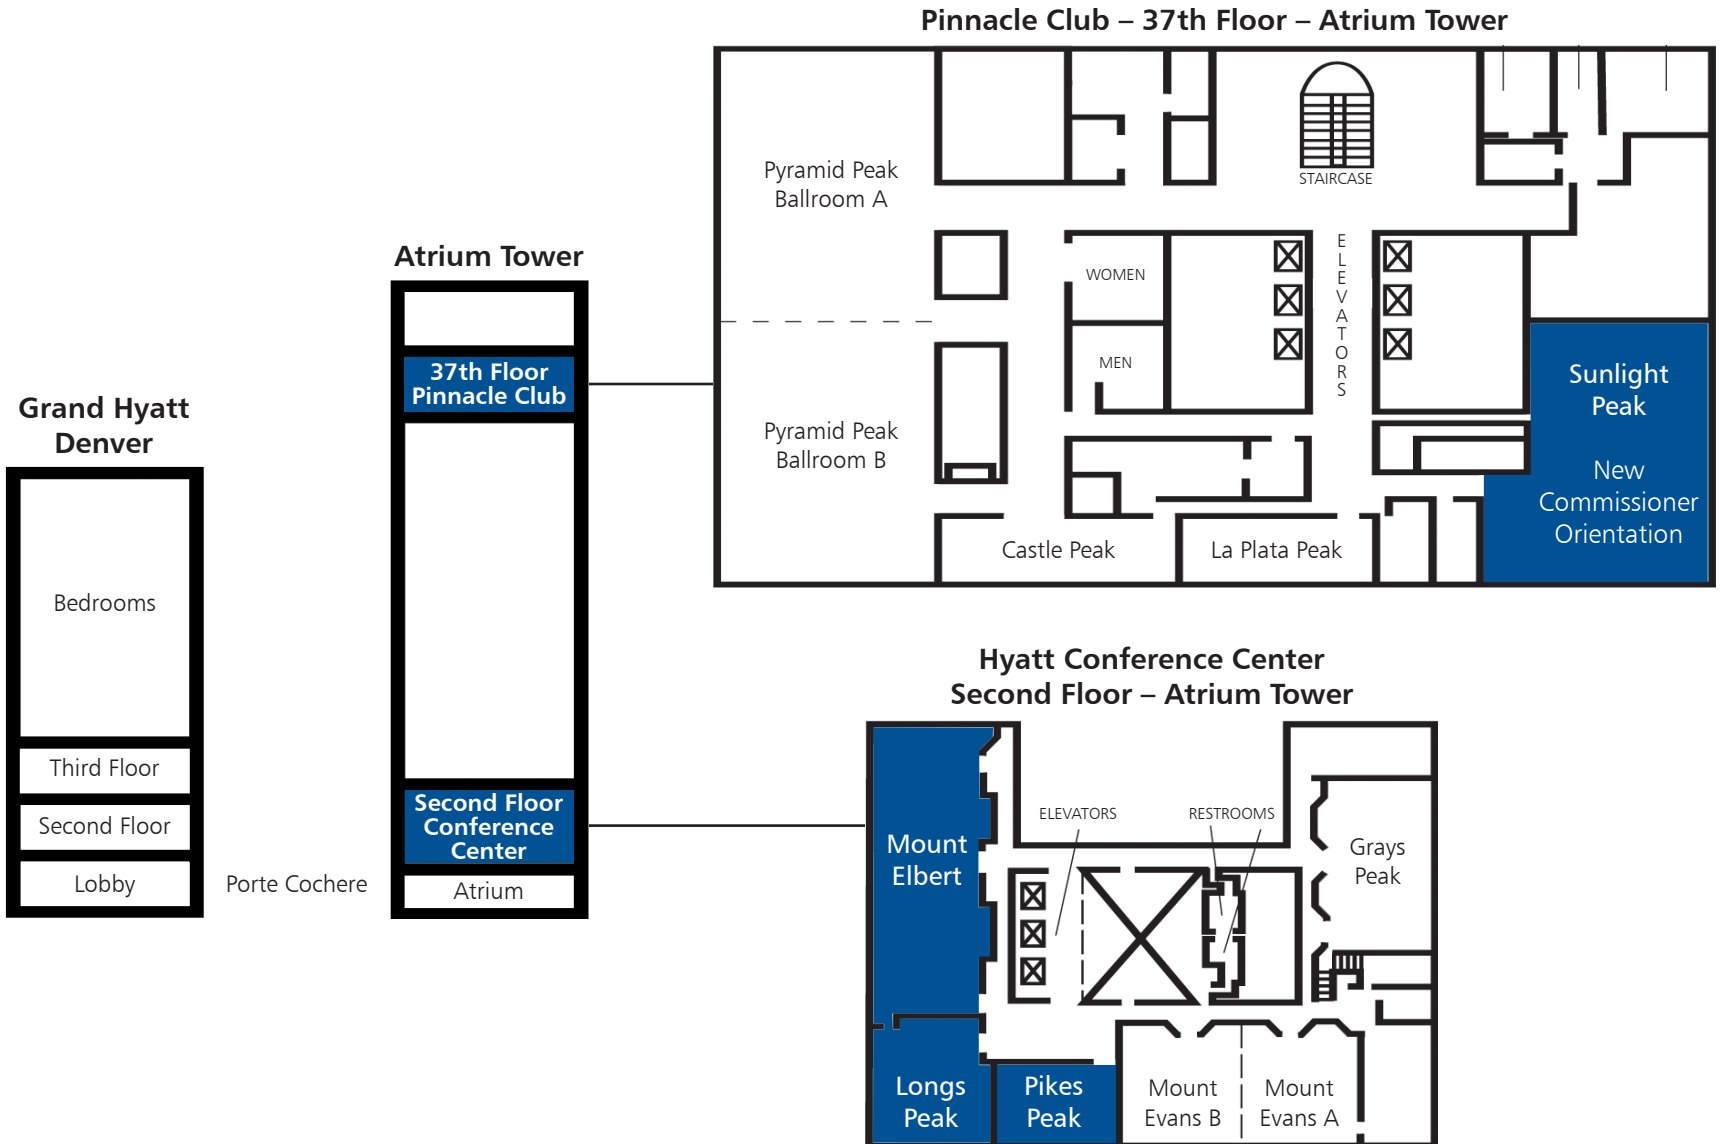 Pinnacle Club – 37th Floor – Atrium Tower
Pyramid Peak
Ballroom A
STAIRCASE
WOMEN
ELEVATORS
MEN
Sunlight
Peak
New
Commissioner
Orientation
Pyramid Peak
Ballroom B
Castle Peak
La Plata Peak
Atrium Tower
37th Floor
Pinnacle Club
Second Floor
Conference
Center
Atrium
Grand Hyatt
Denver
Bedrooms
Third Floor
Second Floor
Lobby
Porte Cochere
Hyatt Conference Center
Second Floor – Atrium Tower
ELEVATORS
RESTROOMS
Mount
Elbert
Grays
Peak
Longs
Peak
Pikes
Peak
Mount
Evans B
Mount
Evans A